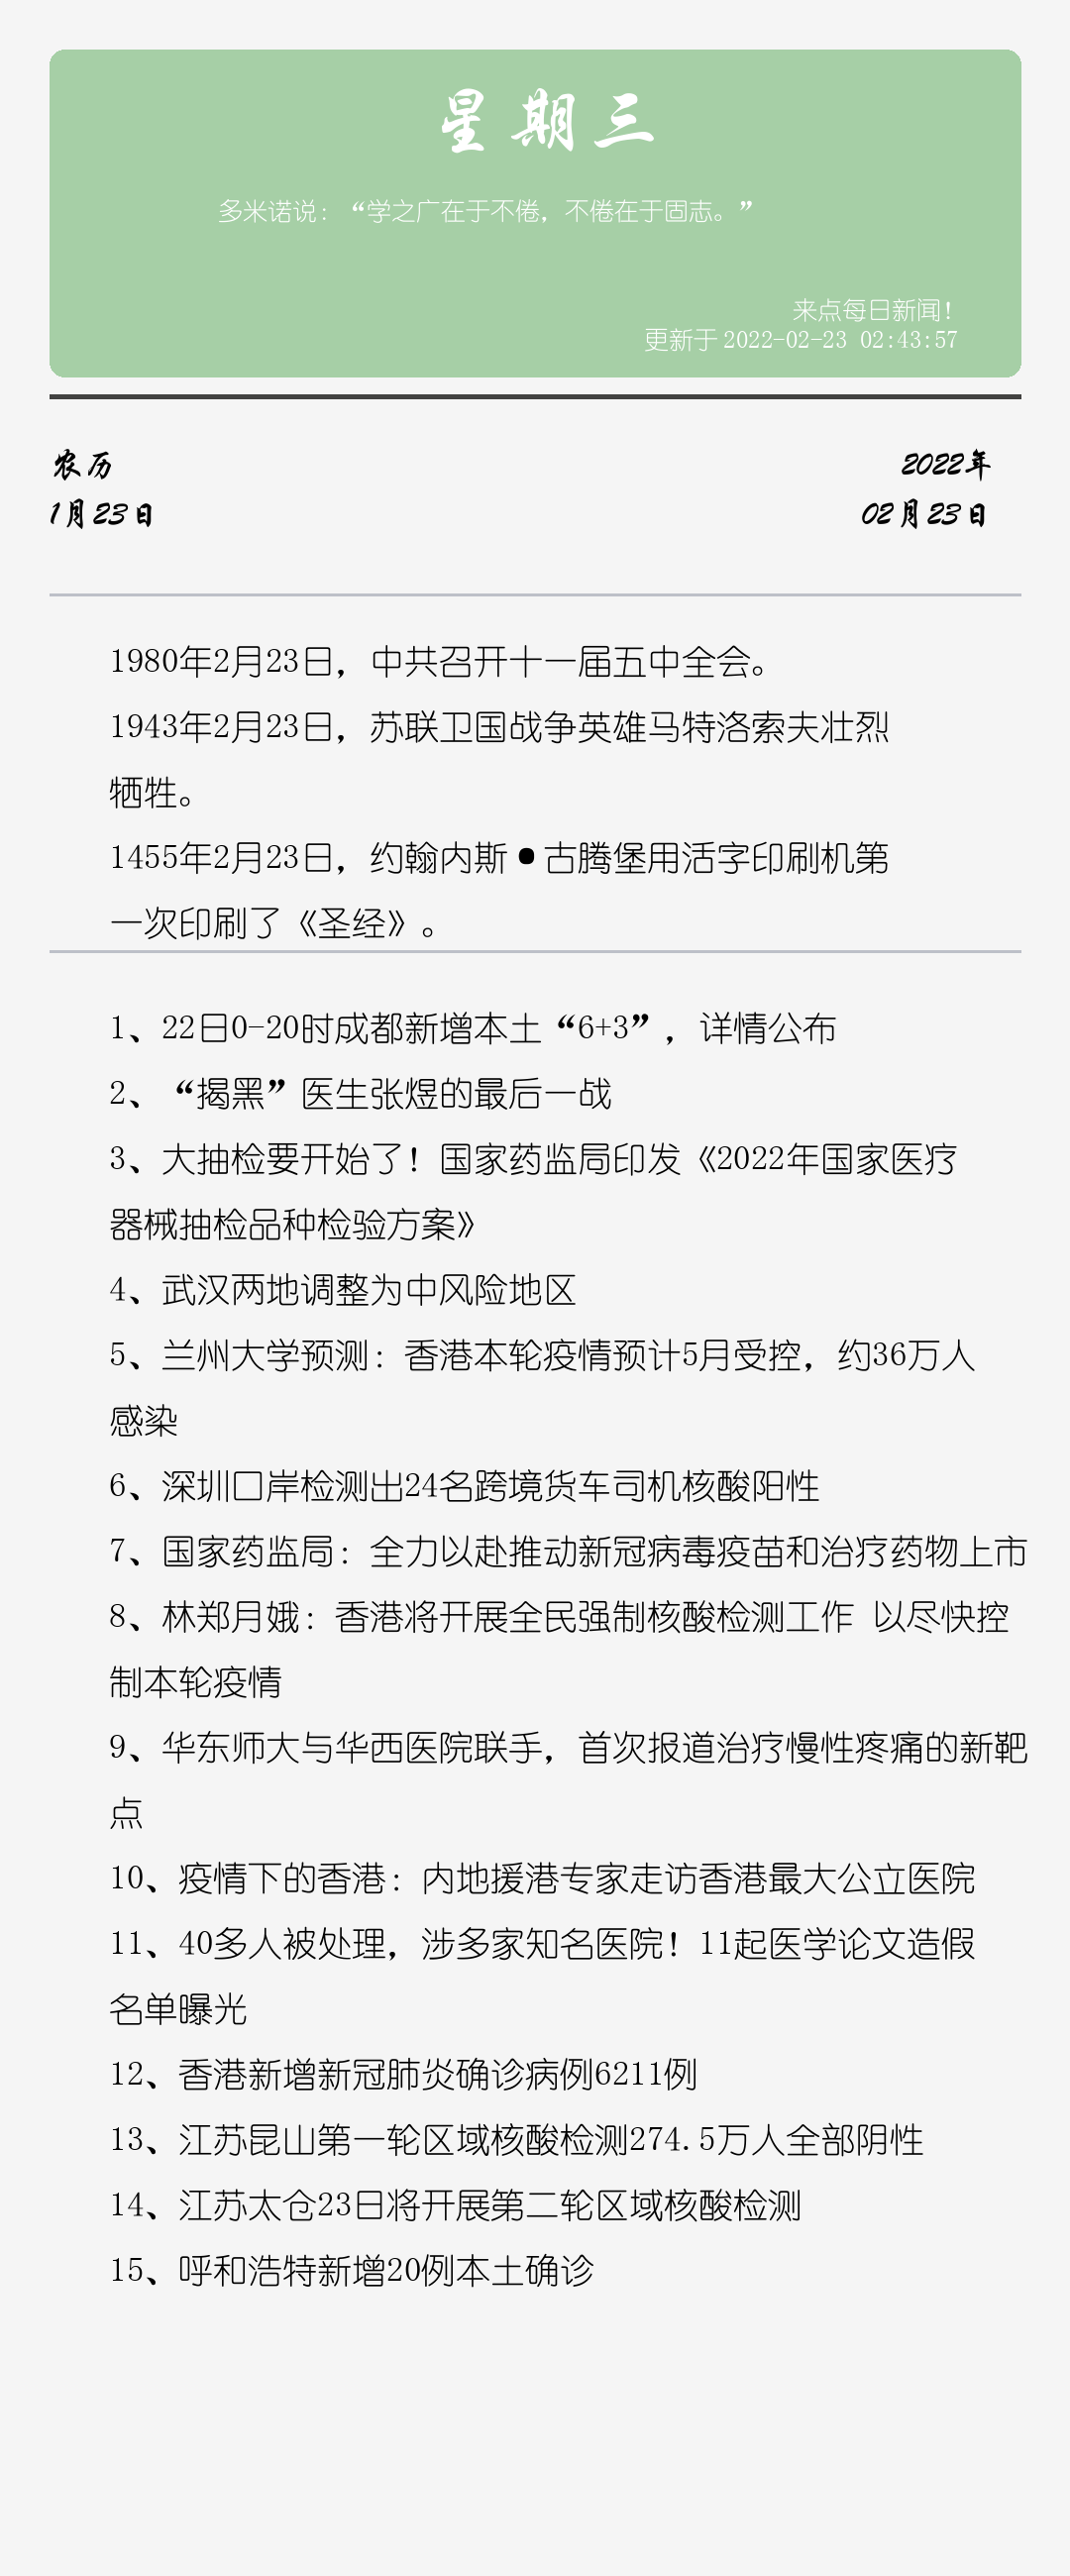 星期三
多米诺说：“学之广在于不倦，不倦在于固志。”
来点每日新闻！
更新于 2022-02-23 02:43:57
农历
2022年
1月23日
02月23日
1980年2月23日，中共召开十一届五中全会。
1943年2月23日，苏联卫国战争英雄马特洛索夫壮烈
牺牲。
1455年2月23日，约翰内斯•古腾堡用活字印刷机第
一次印刷了《圣经》。
1、22日0-20时成都新增本土“6+3”，详情公布
2、“揭黑”医生张煜的最后一战
3、大抽检要开始了！国家药监局印发《2022年国家医疗
器械抽检品种检验方案》
4、武汉两地调整为中风险地区
5、兰州大学预测：香港本轮疫情预计5月受控，约36万人
感染
6、深圳口岸检测出24名跨境货车司机核酸阳性
7、国家药监局：全力以赴推动新冠病毒疫苗和治疗药物上市
8、林郑月娥：香港将开展全民强制核酸检测工作 以尽快控
制本轮疫情
9、华东师大与华西医院联手，首次报道治疗慢性疼痛的新靶
点
10、疫情下的香港：内地援港专家走访香港最大公立医院
11、40多人被处理，涉多家知名医院！11起医学论文造假
名单曝光
12、香港新增新冠肺炎确诊病例6211例
13、江苏昆山第一轮区域核酸检测274.5万人全部阴性
14、江苏太仓23日将开展第二轮区域核酸检测
15、呼和浩特新增20例本土确诊